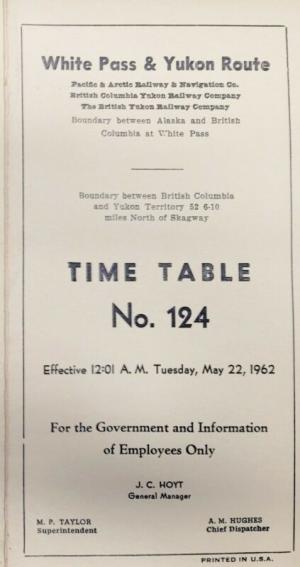 White Pass & Yukon Route
Pacific & Arctic Railway & Navigation Co.
British Columbia Yukon Railway Company
The British Yukon Railway Company
Boundary between Alaska and British
Columbia at White Pass
Boundary between British Columbia
and Yukon Territory 52 6-10
miles North of Skagway
TIME TABLE
No. 124
Effective 12:01 A. M. Tuesday, May 22, 1962
For the Government and Information
of Employees Only
J. C. HOYT
General Manager
M. P. TAYLOR
Superintendent
A. M. HUGHES
Chief Dispatcher
PRINTED IN U.S.A.